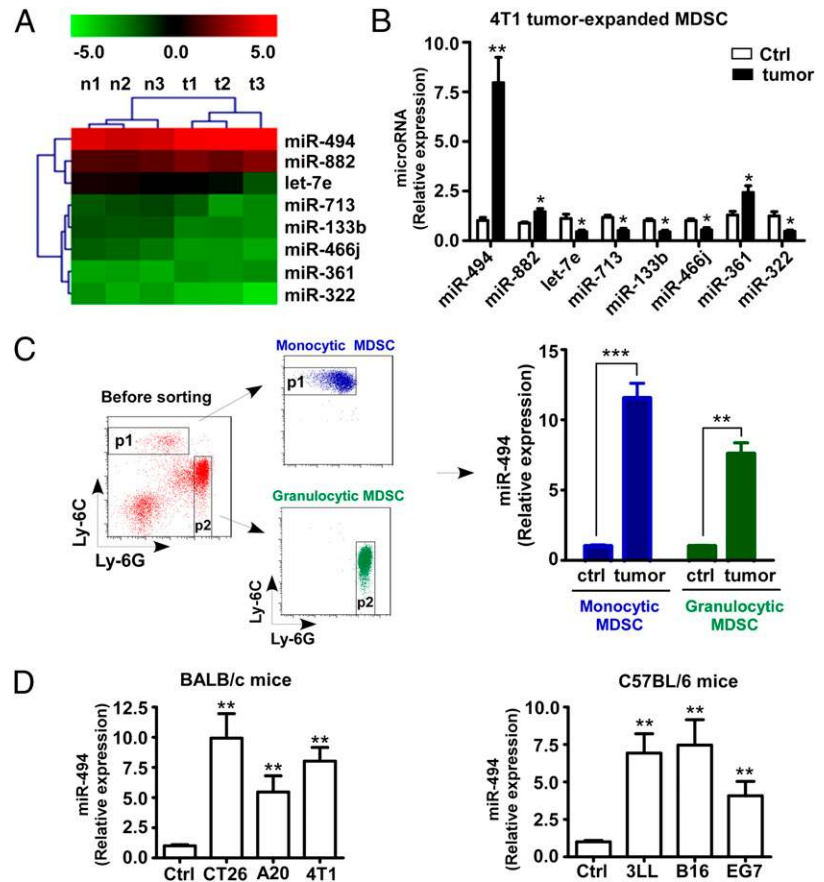 A
-5.0 0.0 5.0
n1 n2 n3 t1 t2 t3
miR-494
miR-882
let-7e
miR-713
miR-133b
miR-466j
miR-361
miR-322
B
4T1 tumor-expanded MDSC
microRNA
(Relative expression)
10.0
7.5
5.0
2.5
0.0
Ctrl
tumor
**
*
*
*
*
*
*
*
miR-494
miR-882
let-7e
miR-713
miR-133b
miR-466j
miR-361
miR-322
C
Before sorting
p1
p2
Ly-6C
Ly-6G
Monocytic MDSC
p1
Granulocytic MDSC
p2
Ly-6C
Ly-6G
miR-494
(Relative expression)
15
10
5
0
***
**
ctrl tumor ctrl tumor
Monocytic
MDSC
Granulocytic
MDSC
D
BALB/c mice
miR-494
(Relative expression)
12.5
10.0
7.5
5.0
2.5
0.0
**
**
**
Ctrl CT26 A20 4T1
C57BL/6 mice
miR-494
(Relative expression)
10.0
7.5
5.0
2.5
0.0
**
**
**
Ctrl 3LL B16 EG7